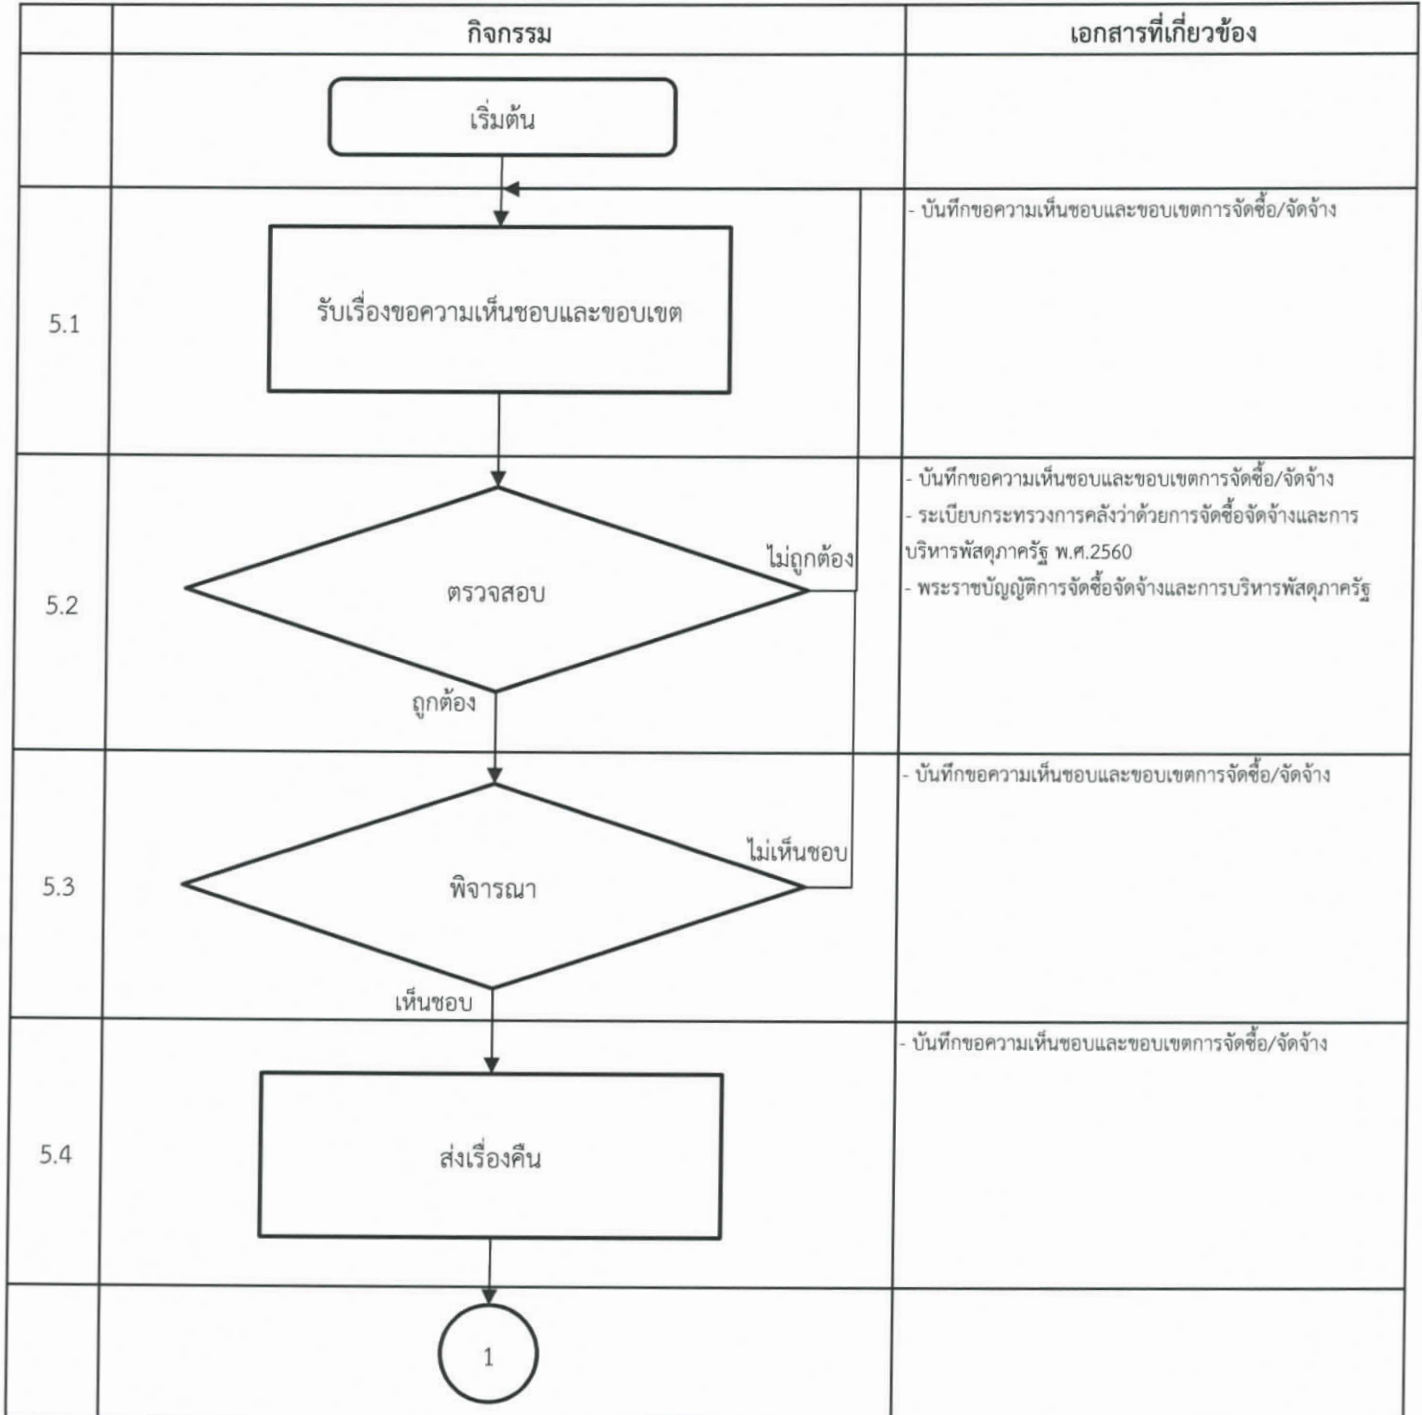 กิจกรรม
เอกสารที่เกี่ยวข้อง
เริ่มต้น
5.1
รับเรื่องขอความเห็นชอบและขอบเขต
- บันทึกขอความเห็นชอบและขอบเขตการจัดซื้อ/จัดจ้าง
5.2
ตรวจสอบ
ไม่ถูกต้อง
ถูกต้อง
- บันทึกขอความเห็นชอบและขอบเขตการจัดซื้อ/จัดจ้าง
- ระเบียบกระทรวงการคลังว่าด้วยการจัดซื้อจัดจ้างและการ
บริหารพัสดุภาครัฐ พ.ศ.2560
- พระราชบัญญัติการจัดซื้อจัดจ้างและการบริหารพัสดุภาครัฐ
5.3
พิจารณา
ไม่เห็นชอบ
เห็นชอบ
- บันทึกขอความเห็นชอบและขอบเขตการจัดซื้อ/จัดจ้าง
5.4
ส่งเรื่องคืน
- บันทึกขอความเห็นชอบและขอบเขตการจัดซื้อ/จัดจ้าง
1